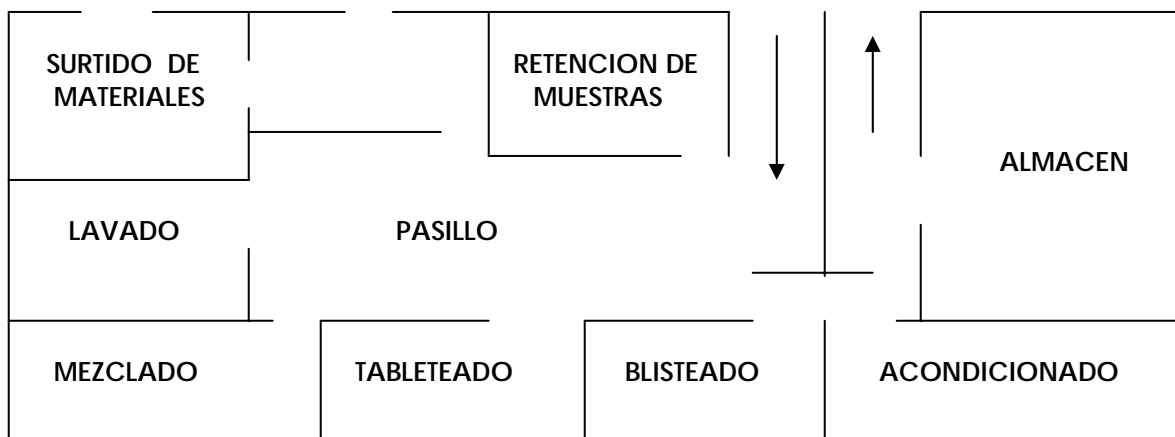 SURTIDO DE
MATERIALES
RETENCION DE
MUESTRAS
ALMACEN
LAVADO
PASILLO
MEZCLADO
TABLETEADO
BLISTEADO
ACONDICIONADO